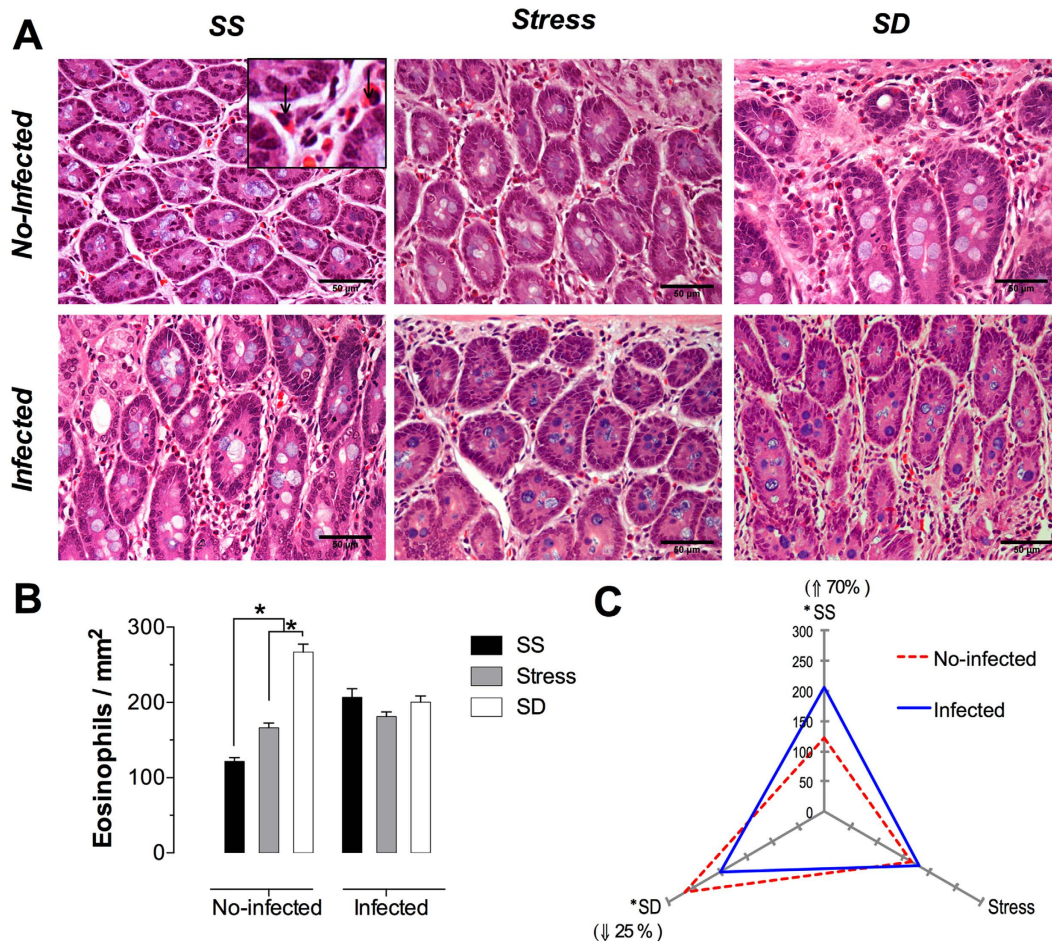 A
SS
Stress
SD
No-Infected
50 µm
50 µm
50 µm
Infected
50 µm
50 µm
50 µm
B
Eosinophils / mm²
300
200
100
0
*
*
SS
Stress
SD
No-infected
Infected
C
(⇑ 70%)
*SS
300
250
200
150
100
50
0
No-infected
Infected
*SD
(⇓ 25 %)
Stress